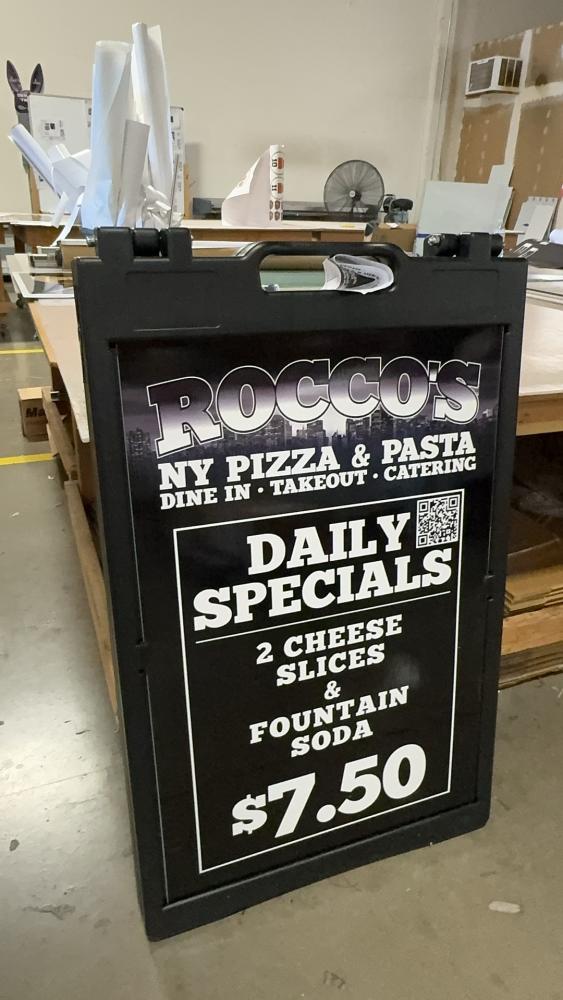 ROCCO'S
NY PIZZA & PASTA
DINE IN · TAKEOUT · CATERING
DAILY
SPECIALS
2 CHEESE
SLICES
&
FOUNTAIN
SODA
$7.50